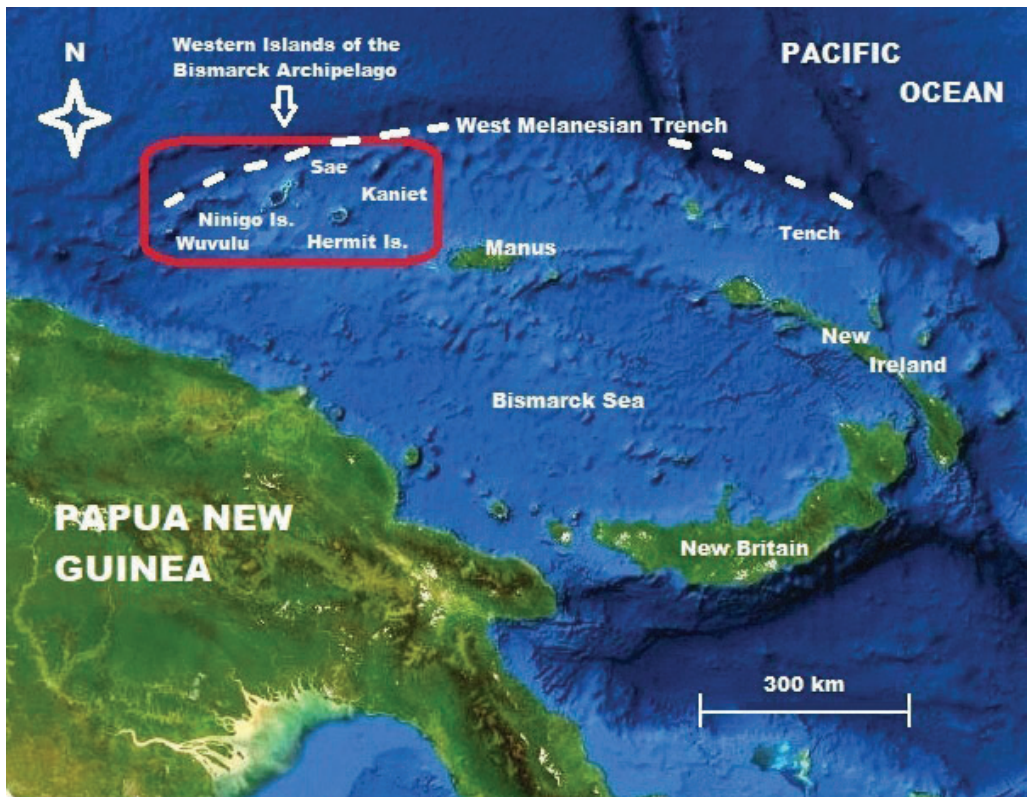 N
Western Islands of the
Bismarck Archipelago
PACIFIC
OCEAN
West Melanesian Trench
Sae
Kaniet
Ninigo Is.
Wuvulu
Hermit Is.
Manus
Tench
New
Ireland
Bismarck Sea
PAPUA NEW
GUINEA
New Britain
300 km